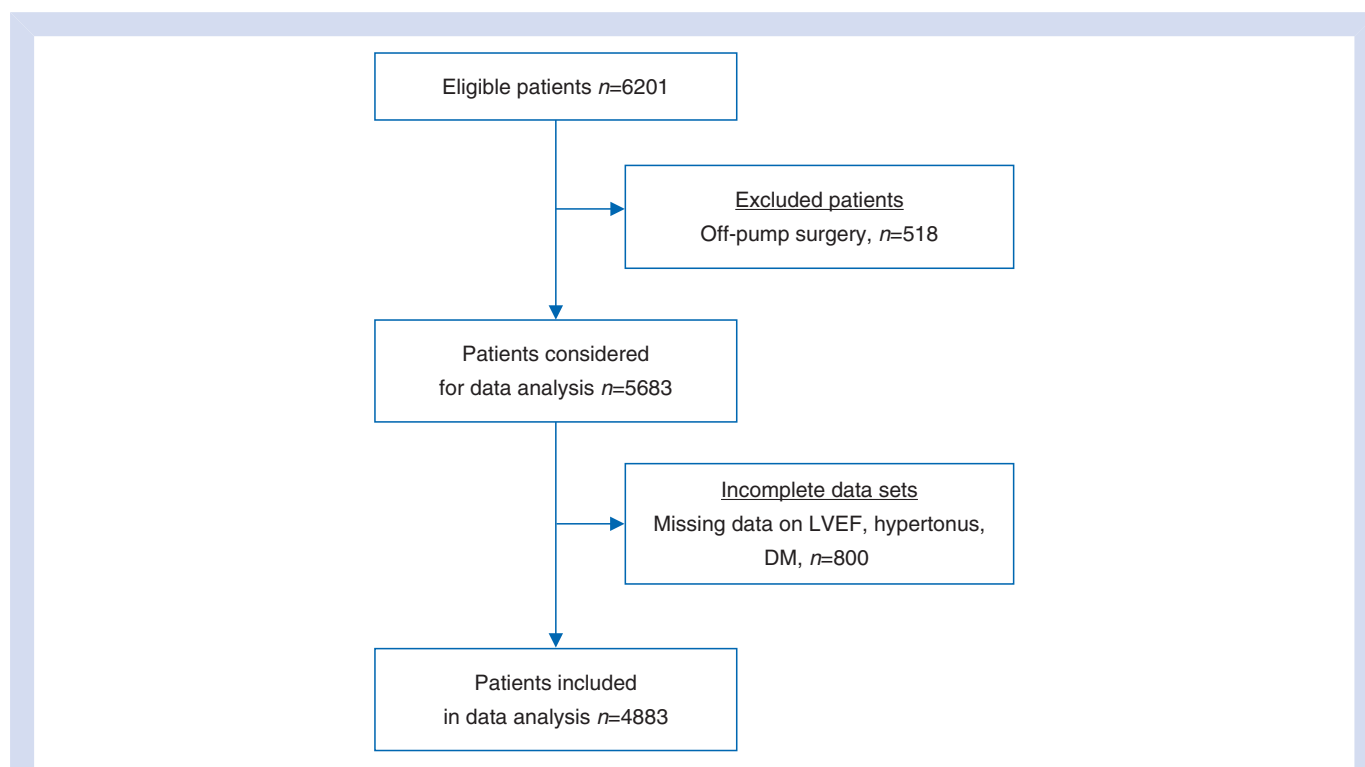 Eligible patients n=6201
Excluded patients
Off-pump surgery, n=518
Patients considered
for data analysis n=5683
Incomplete data sets
Missing data on LVEF, hypertonus,
DM, n=800
Patients included
in data analysis n=4883